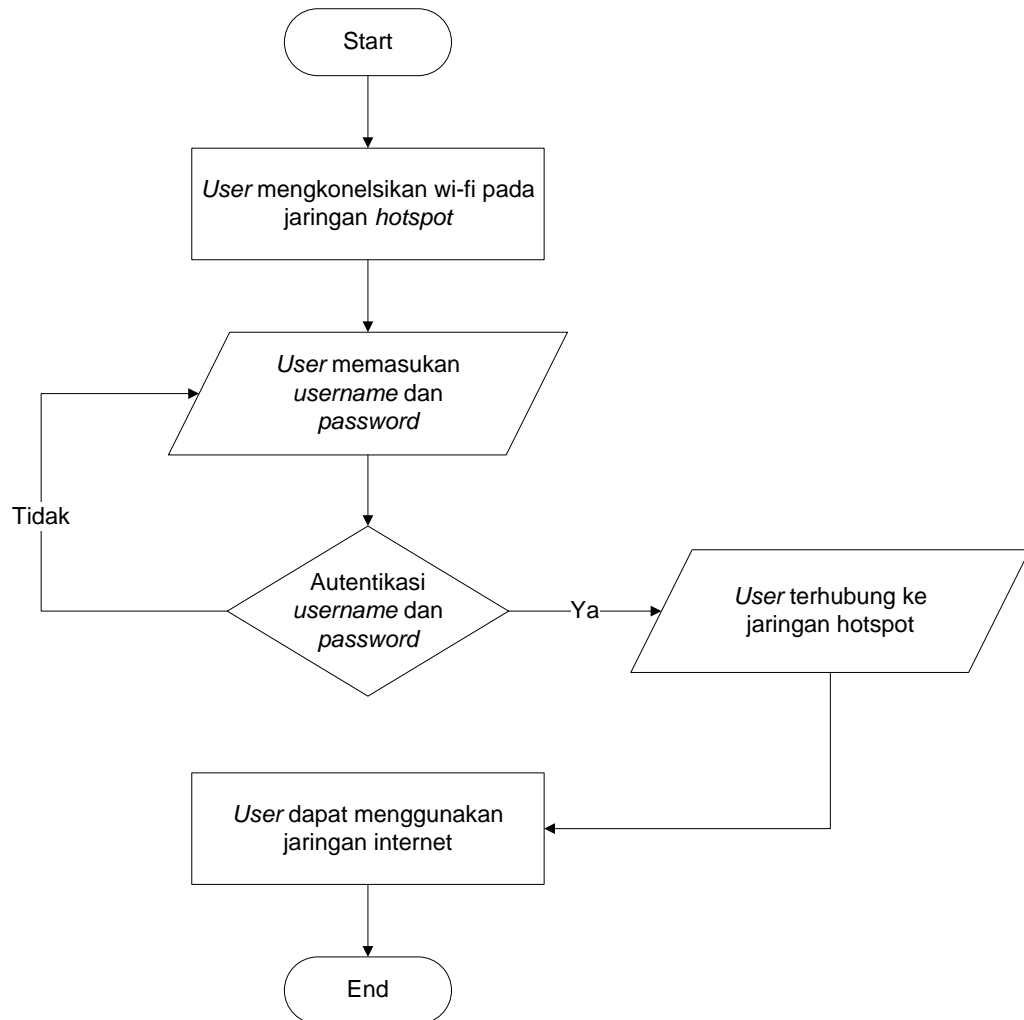 Start
User mengkonelsikan wi-fi pada
jaringan hotspot
User memasukan
username dan
password
Tidak
Autentikasi
username dan
password
Ya
User terhubung ke
jaringan hotspot
User dapat menggunakan
jaringan internet
End